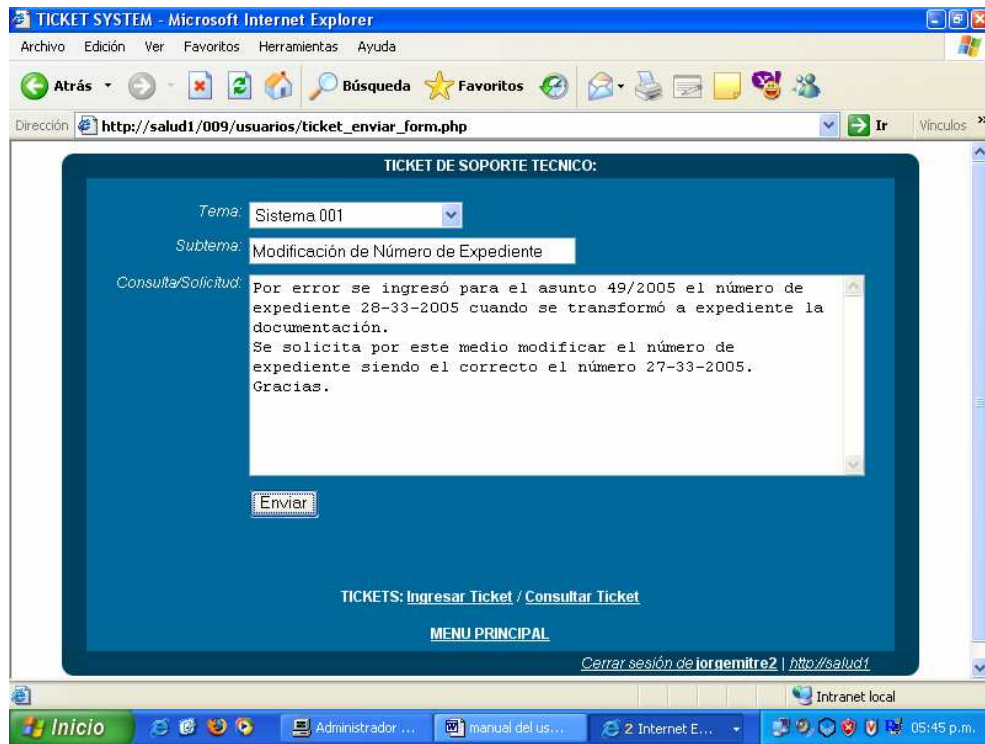 TICKET SYSTEM - Microsoft Internet Explorer
Archivo Edición Ver Favoritos Herramientas Ayuda
Atrás Búsqueda Favoritos
Dirección http://salud1/009/usuarios/ticket_enviar_form.php Ir Vínculos »
TICKET DE SOPORTE TECNICO:
Tema: Sistema 001
Subtema: Modificación de Número de Expediente
Consulta/Solicitud: Por error se ingresó para el asunto 49/2005 el número de
expediente 28-33-2005 cuando se transformó a expediente la
documentación.
Se solicita por este medio modificar el número de
expediente siendo el correcto el número 27-33-2005.
Gracias.
Enviar
TICKETS: Ingresar Ticket / Consultar Ticket
MENU PRINCIPAL
Cerrar sesión de jorgemitre2 | http://salud1
Intranet local
Inicio Administrador ... manual del us... 2 Internet E... 05:45 p.m.